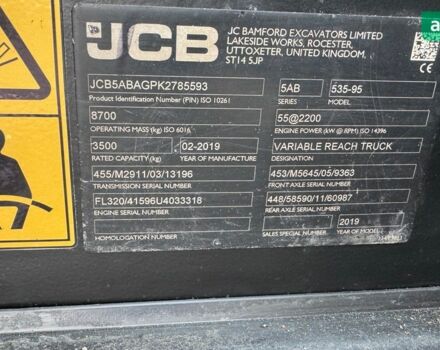 JCB
JC BAMFORD EXCAVATORS LIMITED
LAKESIDE WORKS, ROCESTER,
UTTOXETER, UNITED KINGDOM.
ST14 5JP
JCB5ABAGPK2785593 5AB 535-95
Product Identification Number (PIN) ISO 10261 SERIES MODEL
8700 55@2200
OPERATING MASS (kg) ISO 6016 ENGINE POWER (kW @ RPM) ISO 14396
3500 02-2019 VARIABLE REACH TRUCK
RATED CAPACITY (kg) YEAR OF MANUFACTURE DESIGNATION
455/M2911/03/13196 453/M5645/05/9363
TRANSMISSION SERIAL NUMBER FRONT AXLE SERIAL NUMBER
FL320/41596U4033318 448/58590/11/60987
ENGINE SERIAL NUMBER REAR AXLE SERIAL NUMBER
2019
HOMOLOGATION NUMBER SALES SPECIAL NUMBER YEAR OF MODEL